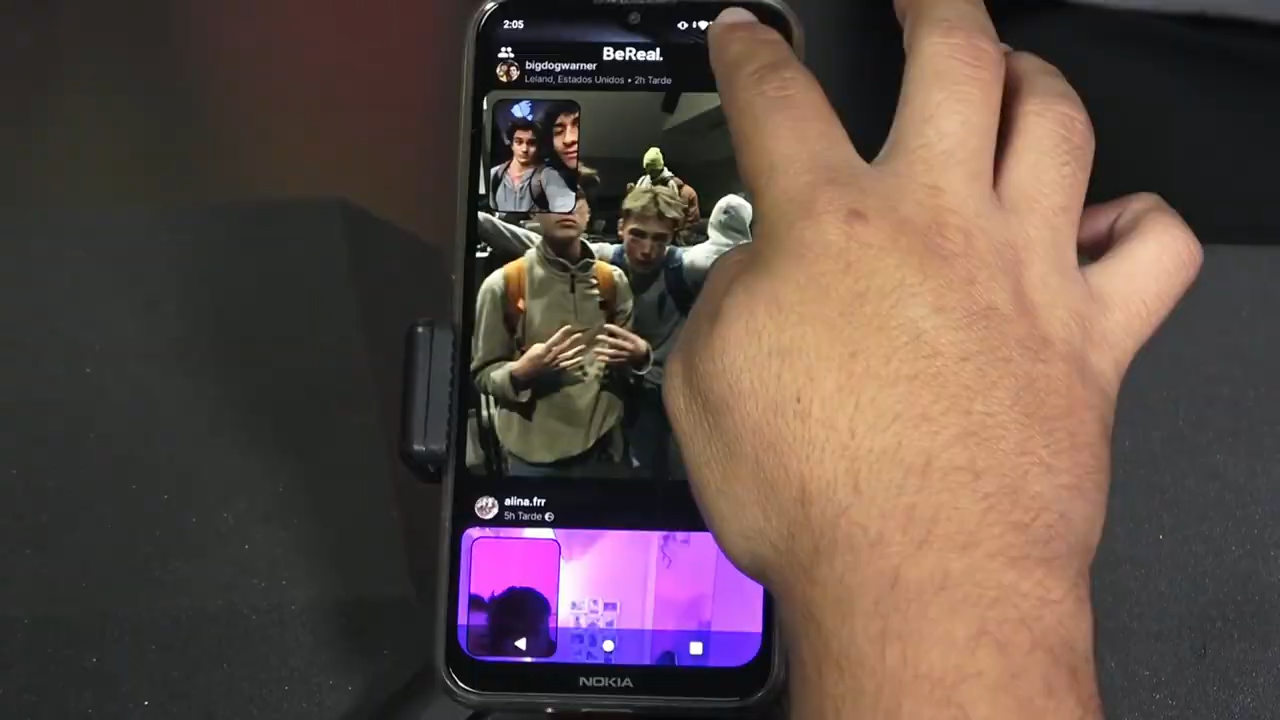 2:05
BeReal.
bigdogwarner
Leland, Estados Unidos • 2h Tarde
alina.frr
5h Tarde
NOKIA